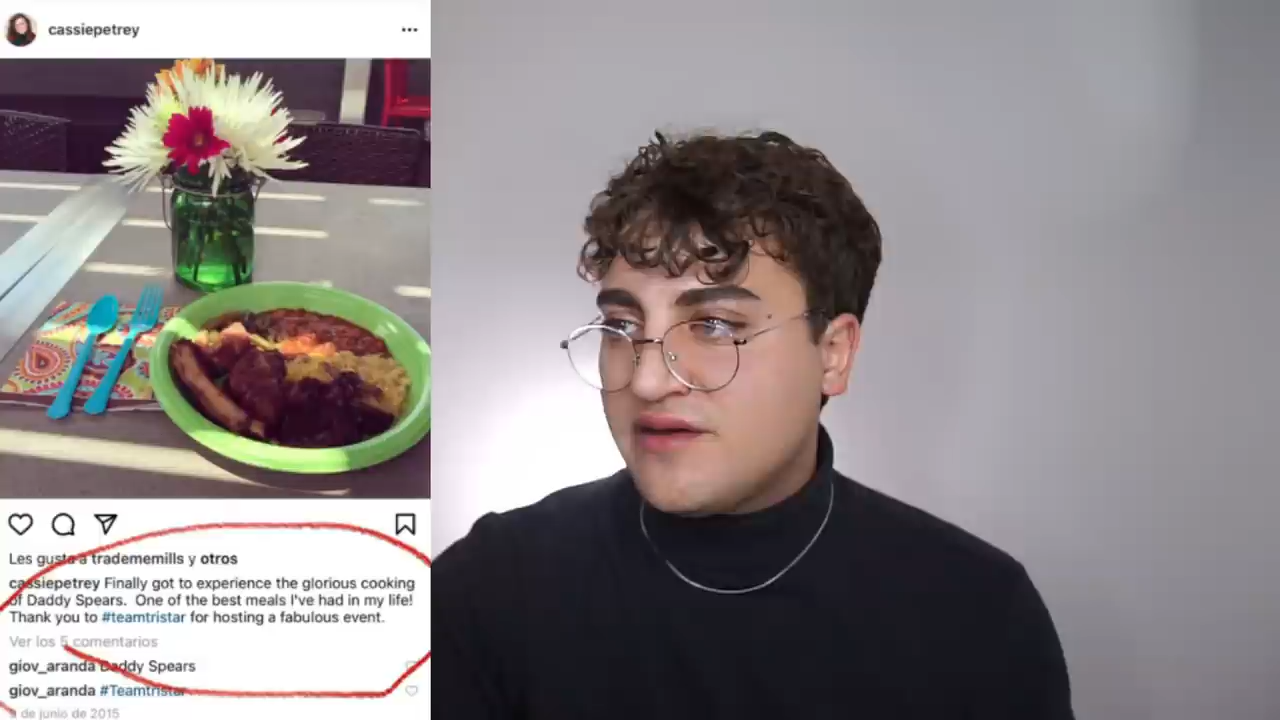 cassiepetrey
Les gusta a tradememills y otros
cassiepetrey Finally got to experience the glorious cooking
of Daddy Spears. One of the best meals I've had in my life!
Thank you to #teamtristar for hosting a fabulous event.
Ver los 5 comentarios
giov_aranda Daddy Spears
giov_aranda #Teamtristar
de junio de 2015